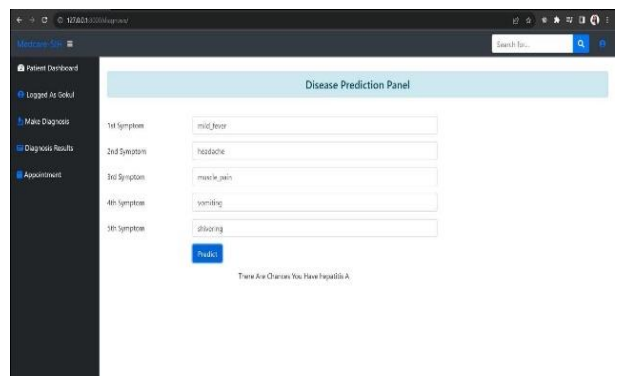 127.0.0.1:8000/diagnosis/
Medicare-SIH
Search for...
Patient Dashboard
Logged As Gokul
Make Diagnosis
Diagnosis Results
Appointment
Disease Prediction Panel
1st Symptom mild_fever
2nd Symptom headache
3rd Symptom muscle_pain
4th Symptom vomiting
5th Symptom shivering
Predict
There Are Chances You Have hepatitis A